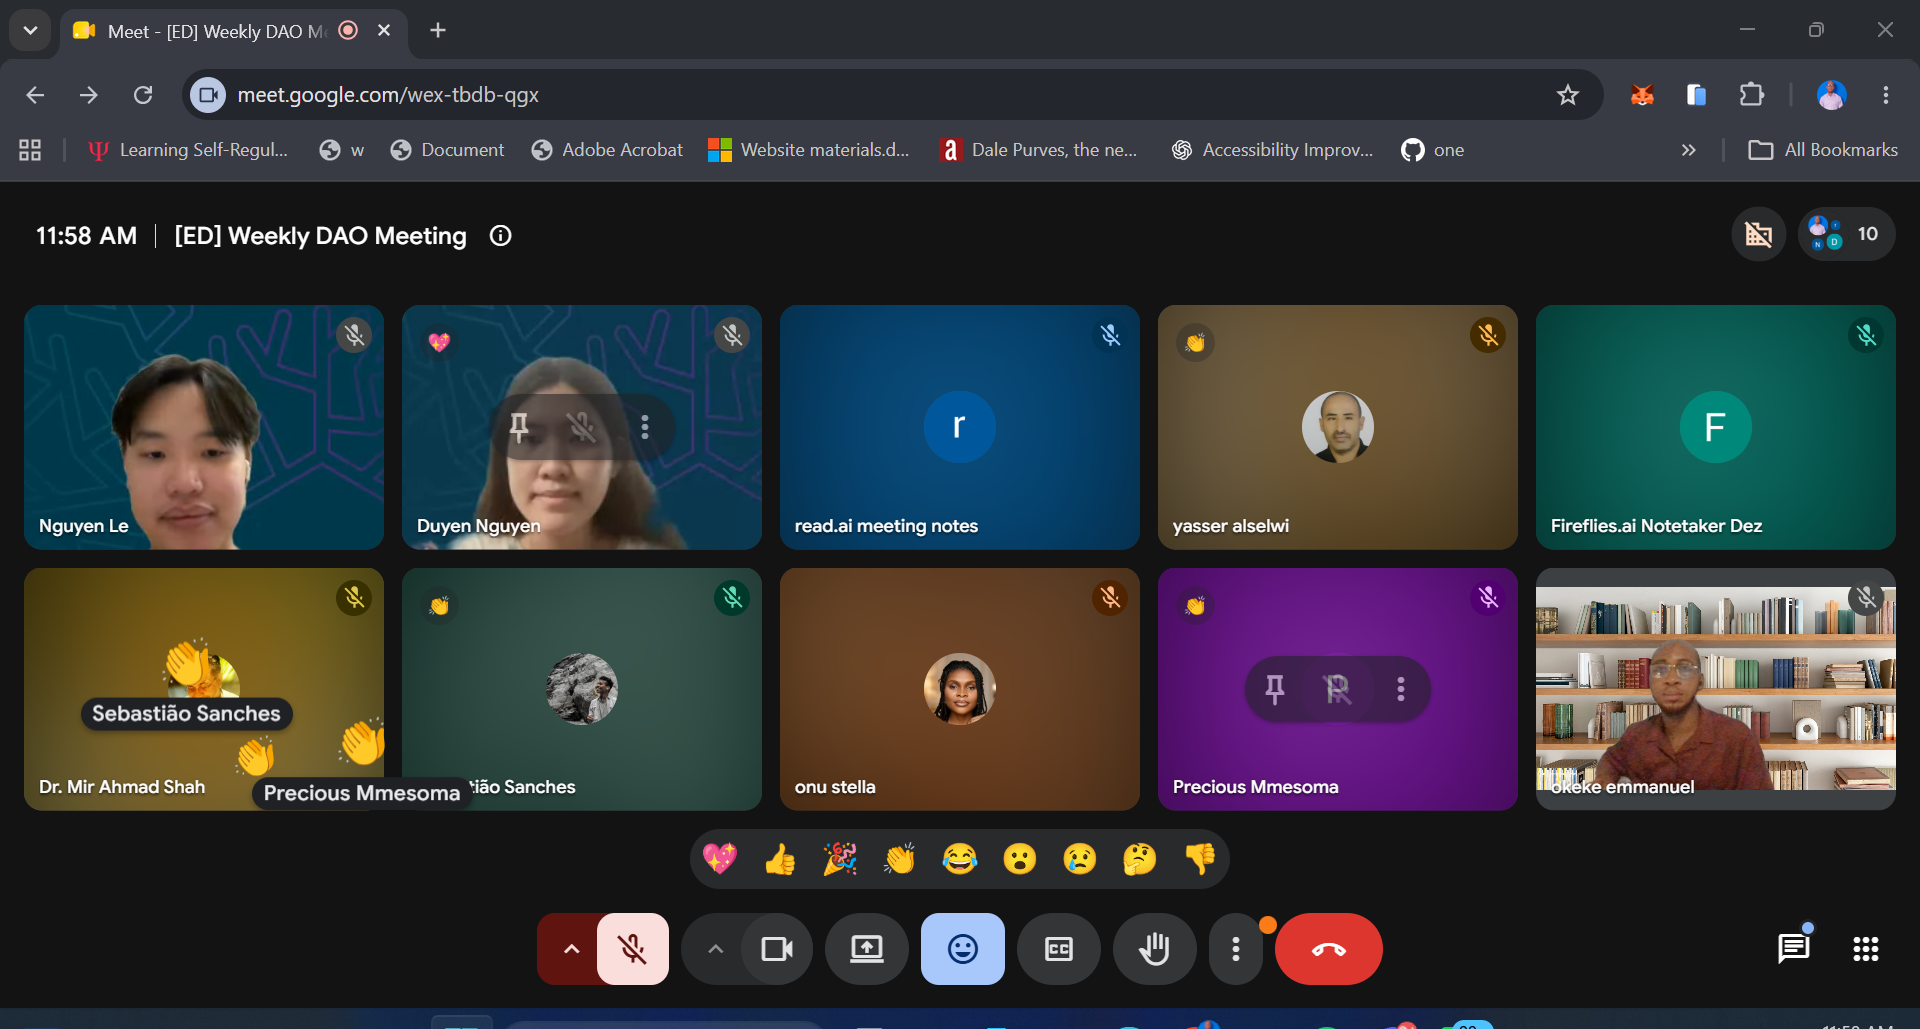 Meet - [ED] Weekly DAO Me
meet.google.com/wex-tbdb-qgx
Learning Self-Regul...
w
Document
Adobe Acrobat
Website materials.d...
Dale Purves, the ne...
Accessibility Improv...
one
All Bookmarks
11:58 AM
[ED] Weekly DAO Meeting
10
Nguyen Le
Duyen Nguyen
r
read.ai meeting notes
yasser alselwi
F
Fireflies.ai Notetaker Dez
Sebastião Sanches
Dr. Mir Ahmad Shah
Precious Mmesoma
tião Sanches
onu stella
Precious Mmesoma
okeke emmanuel
CC